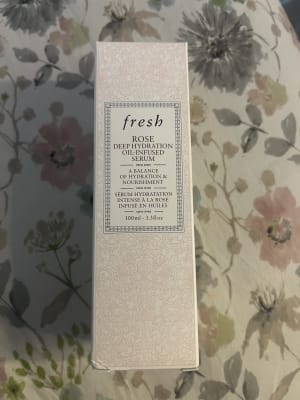 fresh
ROSE
DEEP HYDRATION
OIL-INFUSED
SERUM
A BALANCE
OF HYDRATION &
NOURISHMENT
SÉRUM HYDRATATION
INTENSE À LA ROSE
INFUSÉ EN HUILES
100ml - 3.3fl oz